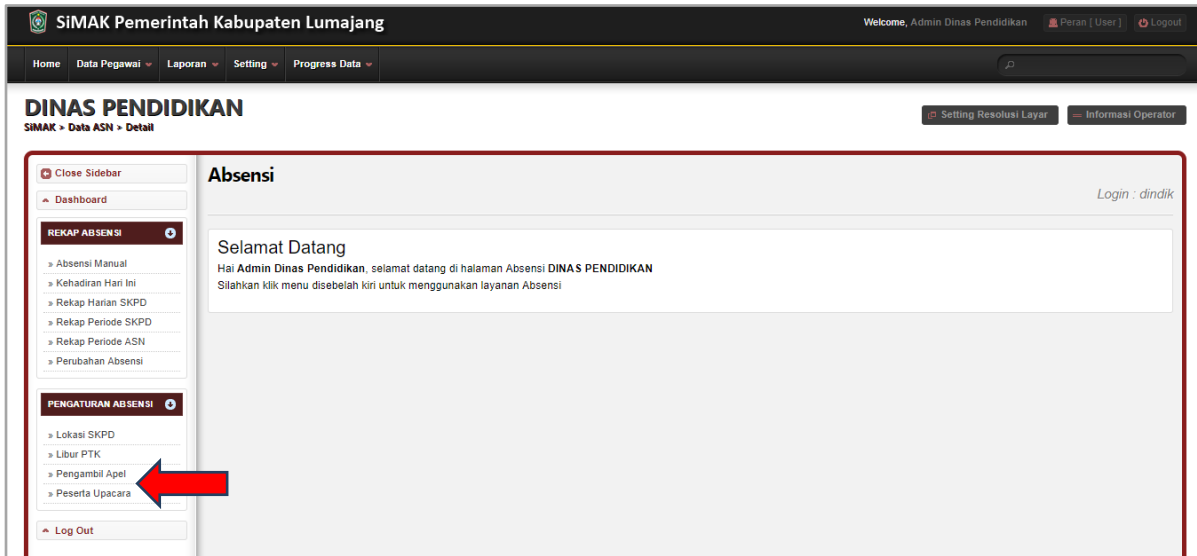 SiMAK Pemerintah Kabupaten Lumajang
Welcome, Admin Dinas Pendidikan Peran [ User ] Logout
Home Data Pegawai Laporan Setting Progress Data
DINAS PENDIDIKAN
SiMAK > Data ASN > Detail
Setting Resolusi Layar Informasi Operator
Close Sidebar
Dashboard
REKAP ABSENSI
» Absensi Manual
» Kehadiran Hari Ini
» Rekap Harian SKPD
» Rekap Periode SKPD
» Rekap Periode ASN
» Perubahan Absensi
PENGATURAN ABSENSI
» Lokasi SKPD
» Libur PTK
» Pengambil Apel
» Peserta Upacara
Log Out
Absensi
Login : dindik
Selamat Datang
Hai Admin Dinas Pendidikan, selamat datang di halaman Absensi DINAS PENDIDIKAN
Silahkan klik menu disebelah kiri untuk menggunakan layanan Absensi